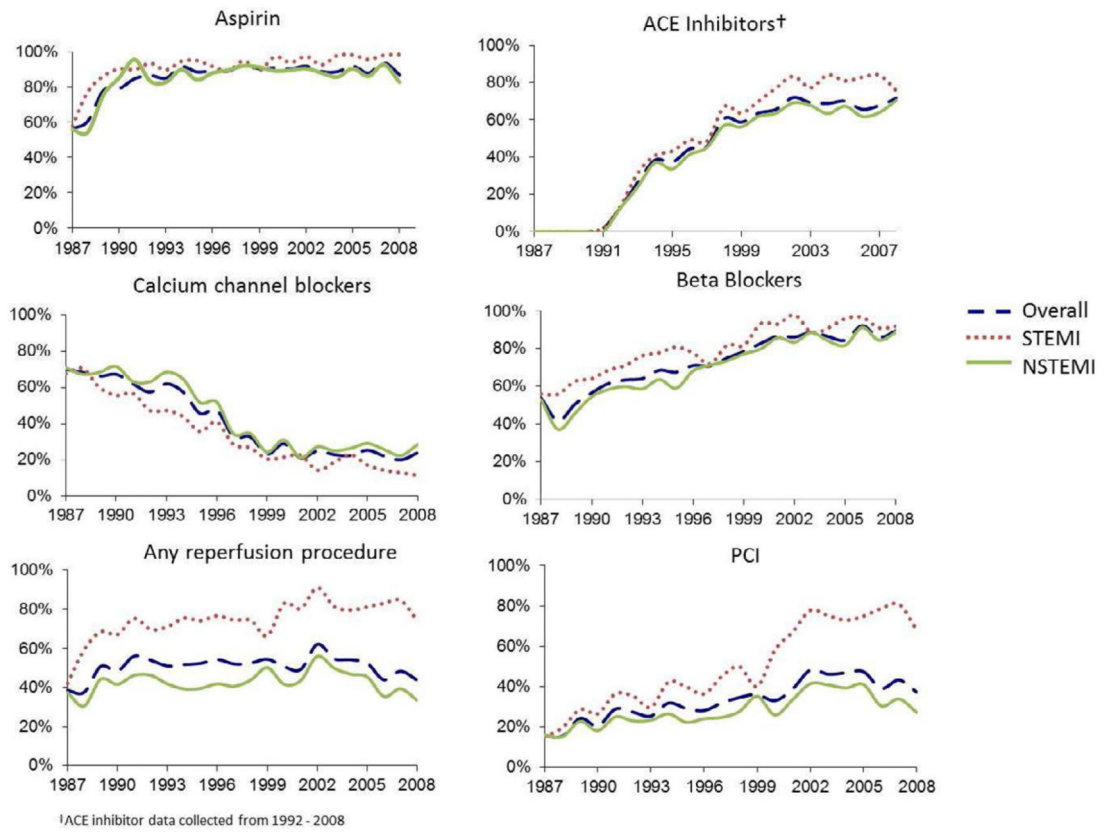 Aspirin
100%
80%
60%
40%
20%
0%
1987 1990 1993 1996 1999 2002 2005 2008
ACE Inhibitors†
100%
80%
60%
40%
20%
0%
1987 1991 1995 1999 2003 2007
Calcium channel blockers
100%
80%
60%
40%
20%
0%
1987 1990 1993 1996 1999 2002 2005 2008
Beta Blockers
100%
80%
60%
40%
20%
0%
1987 1990 1993 1996 1999 2002 2005 2008
Overall
STEMI
NSTEMI
Any reperfusion procedure
100%
80%
60%
40%
20%
0%
1987 1990 1993 1996 1999 2002 2005 2008
PCI
100%
80%
60%
40%
20%
0%
1987 1990 1993 1996 1999 2002 2005 2008
†ACE inhibitor data collected from 1992 - 2008